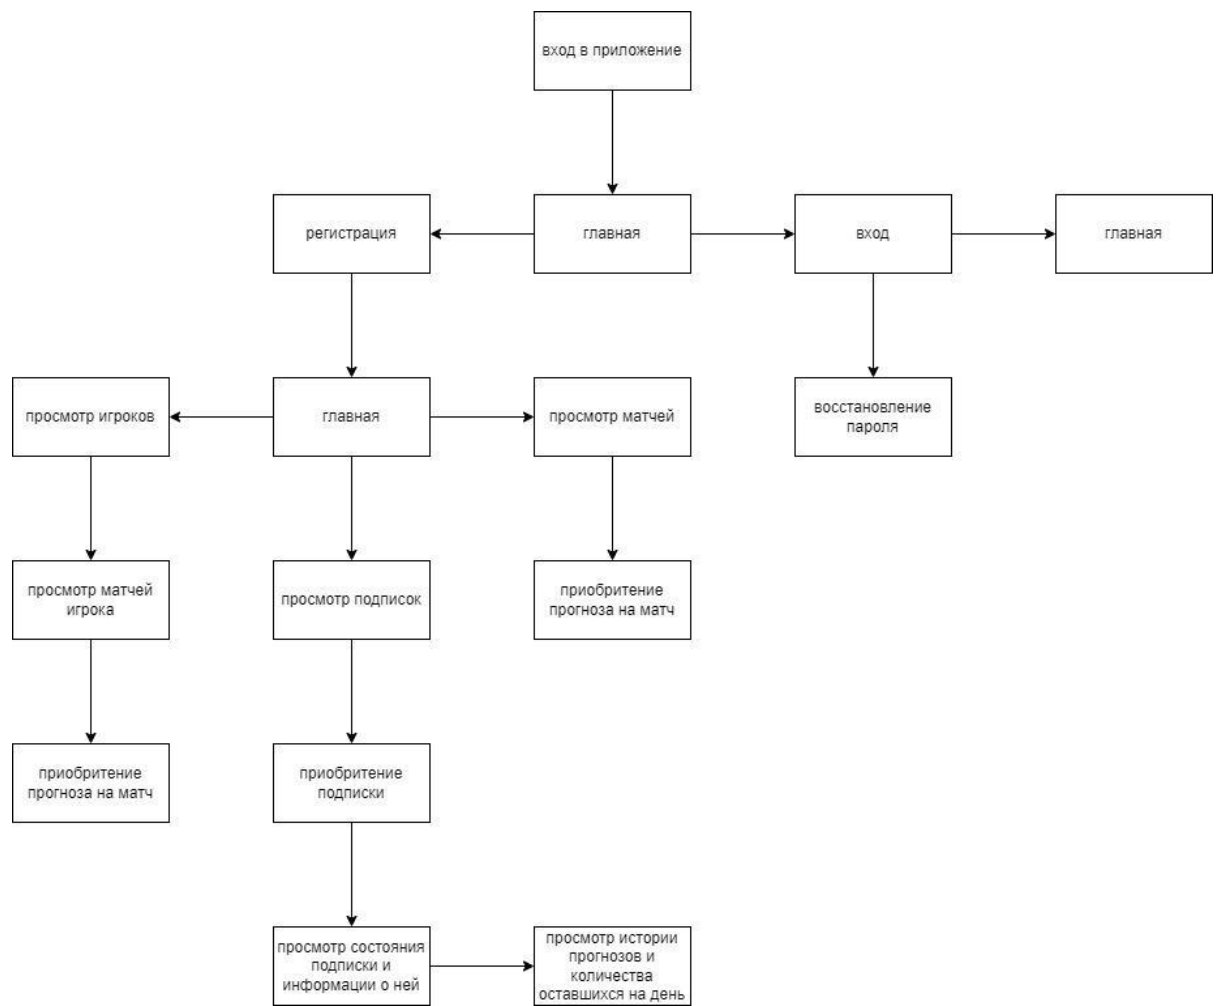 вход в приложение
регистрация
главная
вход
главная
просмотр игроков
главная
просмотр матчей
восстановление
пароля
просмотр матчей
игрока
просмотр подписок
приобритение
прогноза на матч
приобритение
прогноза на матч
приобритение
подписки
просмотр состояния
подписки и
информации о ней
просмотр истории
прогнозов и
количества
оставшихся на день